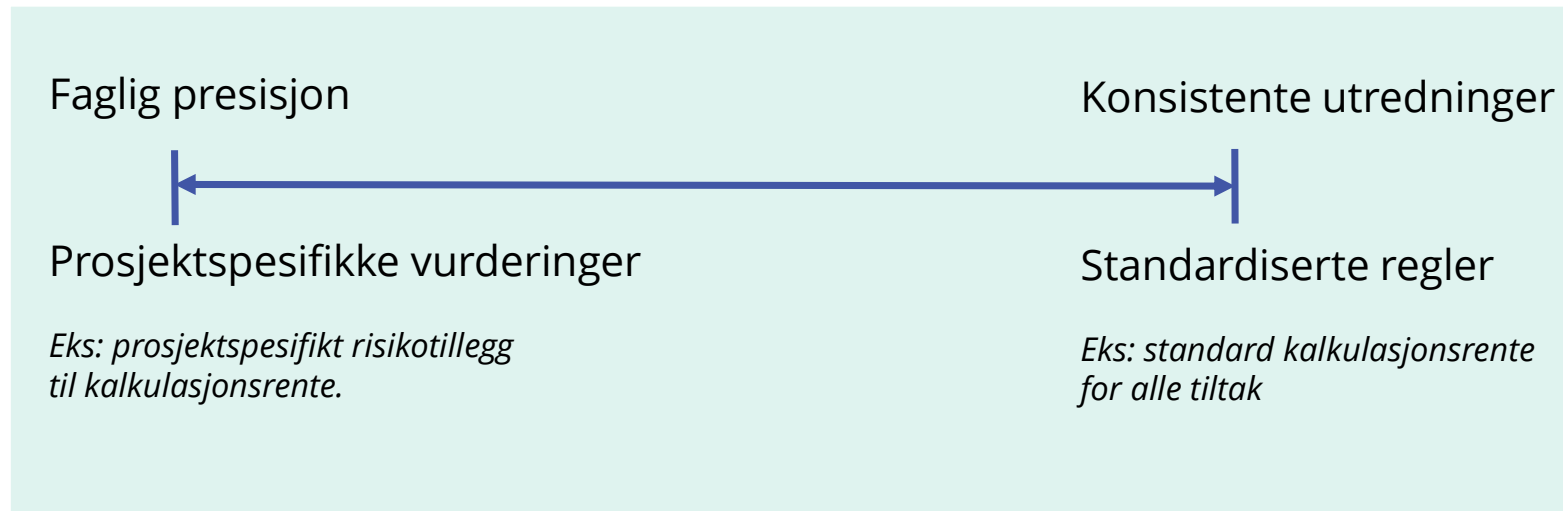 Faglig presisjon
Konsistente utredninger
Prosjektspesifikke vurderinger
Standardiserte regler
Eks: prosjektspesifikt risikotillegg
til kalkulasjonsrente.
Eks: standard kalkulasjonsrente
for alle tiltak